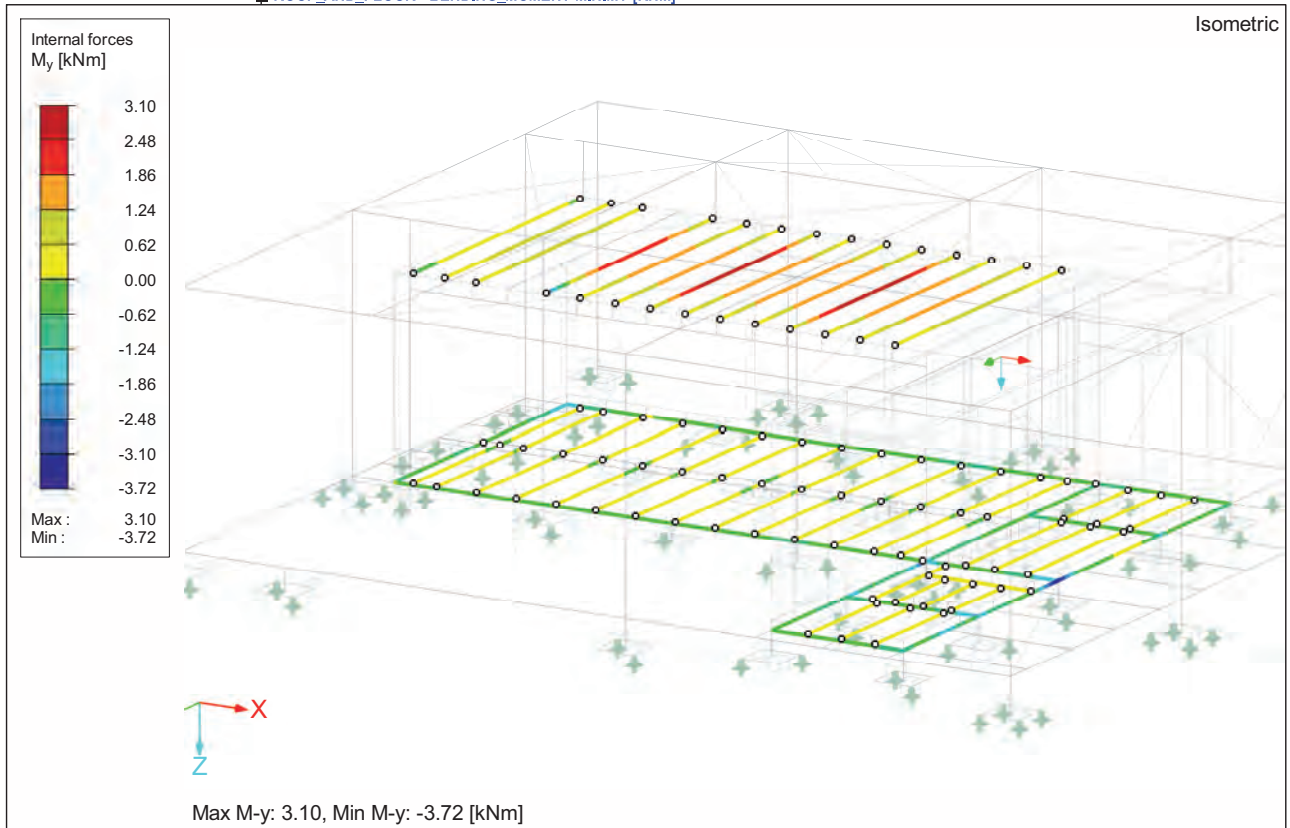 Isometric
Internal forces
My [kNm]
3.10
2.48
1.86
1.24
0.62
0.00
-0.62
-1.24
-1.86
-2.48
-3.10
-3.72
Max : 3.10
Min : -3.72
X
Z
Max M-y: 3.10, Min M-y: -3.72 [kNm]